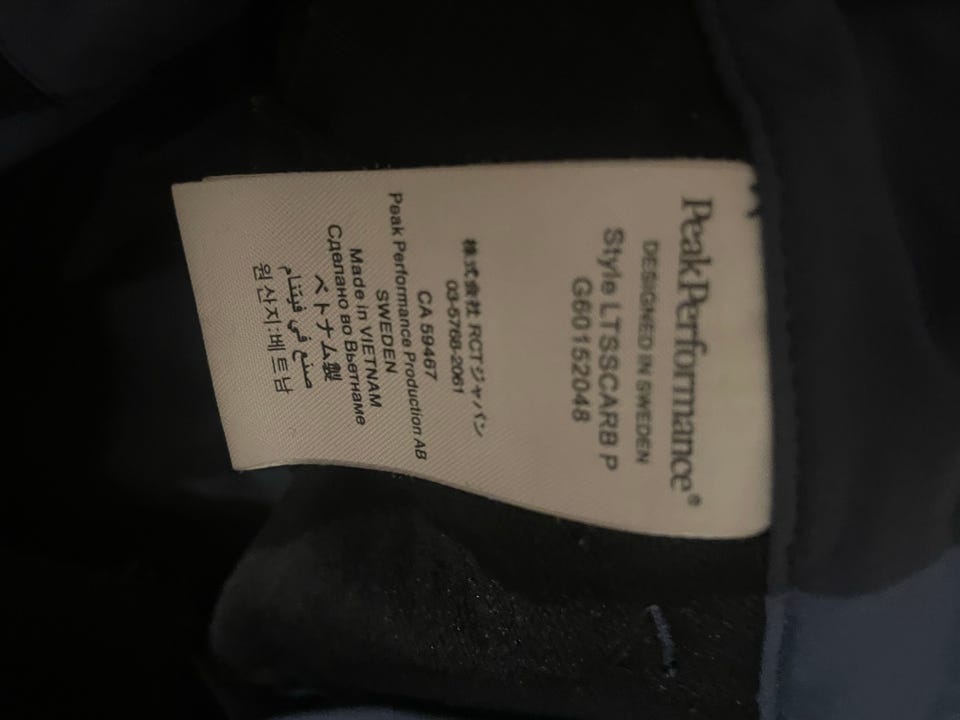 PeakPerformance®
DESIGNED IN SWEDEN
Style LTSSCARB P
G60152048
株式会社 RCTジャパン
03-5768-2061
CA 59467
Peak Performance Production AB
SWEDEN
Made in VIETNAM
Сделано во Вьетнаме
ベトナム製
صنع في فيتنام
원산지:베트남